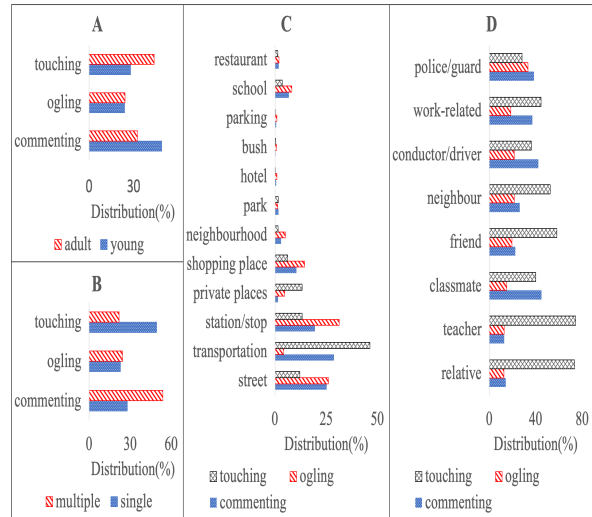 A
touching
ogling
commenting
0 30
Distribution(%)
adult young
B
touching
ogling
commenting
0 30 60
Distribution(%)
multiple single
C
restaurant
school
parking
bush
hotel
park
neighbourhood
shopping place
private places
station/stop
transportation
street
0 25 50
Distribution(%)
touching ogling
commenting
D
police/guard
work-related
conductor/driver
neighbour
friend
classmate
teacher
relative
0 40 80
Distribution(%)
touching ogling
commenting